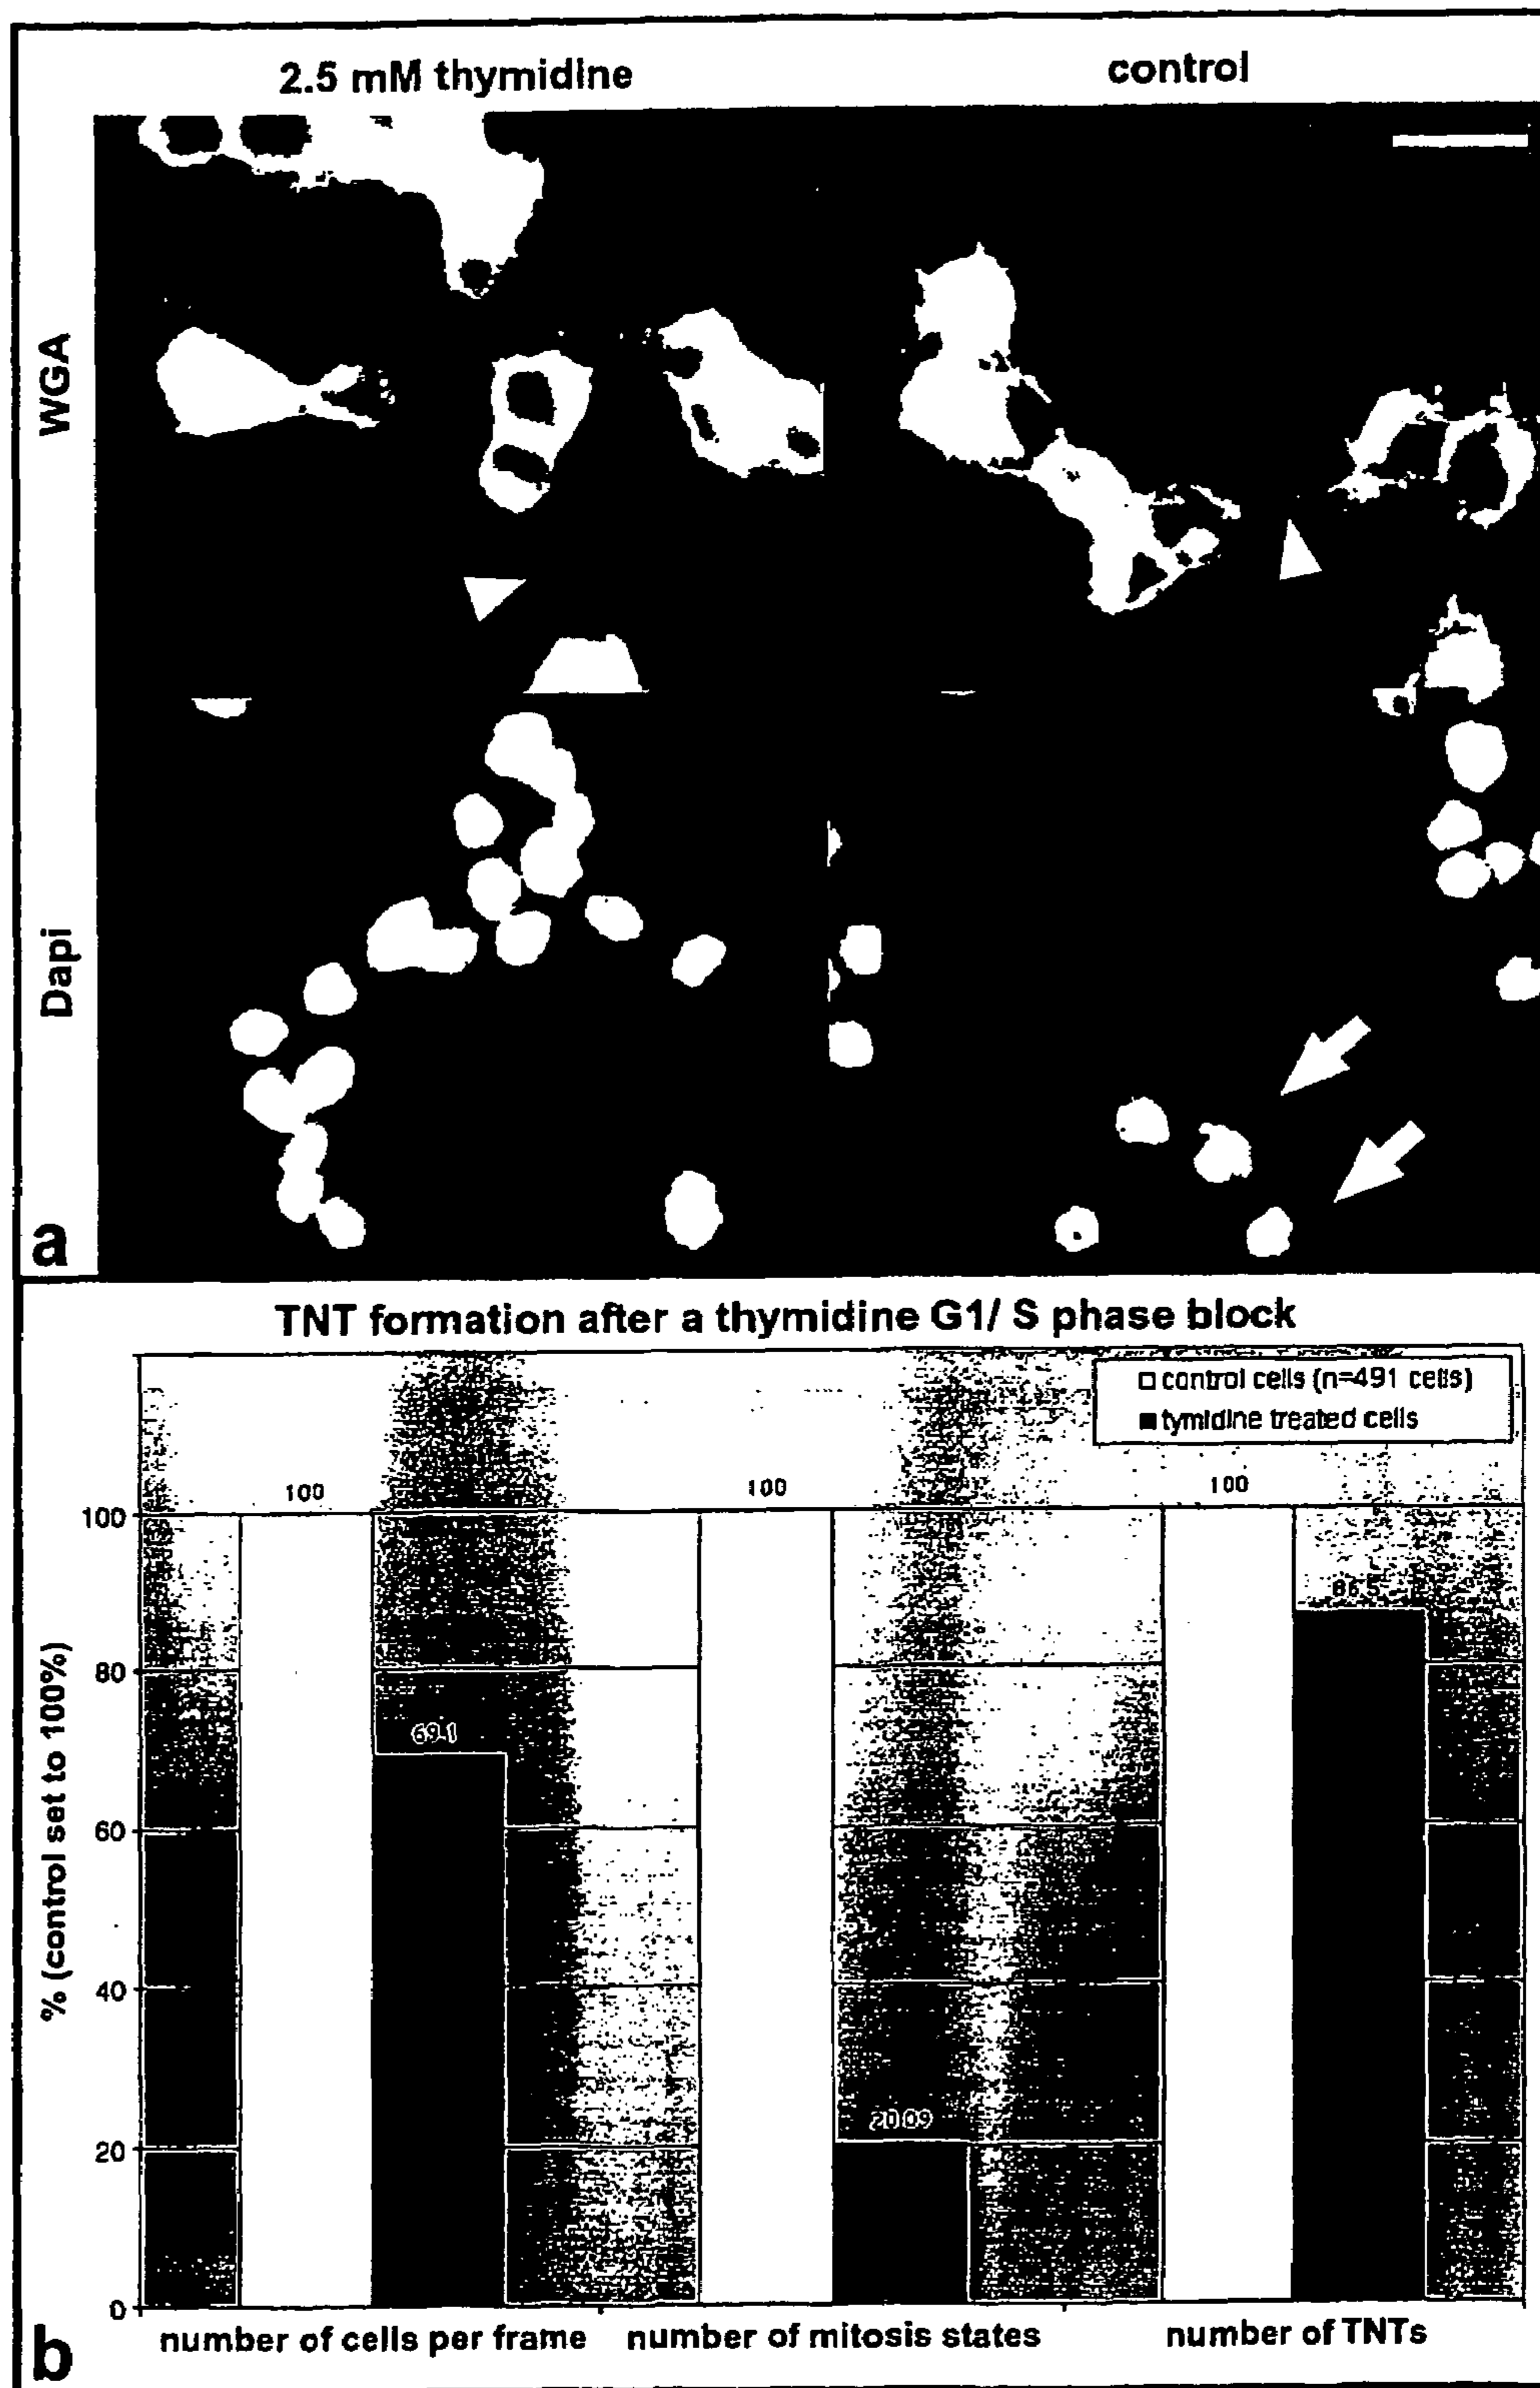 2.5 mM thymidine
control
WGA
Dapi
a
TNT formation after a thymidine G1/ S phase block
control cells (n=491 cells)
tymidine treated cells
100
100
100
100
86.5
80
69.1
60
40
20.09
20
0
% (control set to 100%)
number of cells per frame
number of mitosis states
number of TNTs
b